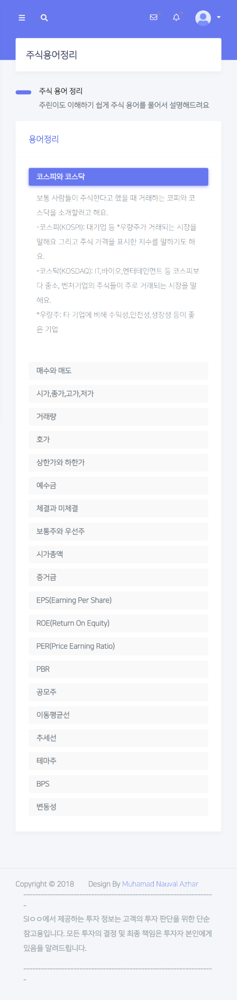 주식용어정리
주식 용어 정리
주린이도 이해하기 쉽게 주식 용어를 풀어서 설명해드려요
용어정리
코스피와 코스닥
보통 사람들이 주식한다고 했을 때 거래하는 코피와 코
스닥을 소개할려고 해요.
-코스피(KOSPI): 대기업 등 *우량주가 거래되는 시장을
말해요 그리고 주식 가격을 표시한 지수를 말하기도 해
요.
-코스닥(KOSDAQ): IT,바이오,엔터테인먼트 등 코스피보
다 중소, 벤처기업의 주식들이 주로 거래되는 시장을 말
해요.
*우량주: 타 기업에 비해 수익성,안전성,성장성 등이 좋
은 기업
매수와 매도
시가,종가,고가,저가
거래량
호가
상한가와 하한가
예수금
체결과 미체결
보통주와 우선주
시가총액
증거금
EPS(Earning Per Share)
ROE(Return On Equity)
PER(Price Earning Ratio)
PBR
공모주
이동평균선
추세선
테마주
BPS
변동성
Copyright © 2018 Design By Muhamad Nauval Azhar
-----------------------------------------------------------------
-
SIㅇㅇ에서 제공하는 투자 정보는 고객의 투자 판단을 위한 단순
참고용입니다. 모든 투자의 결정 및 최종 책임은 투자자 본인에게
있음을 알려드립니다.
-----------------------------------------------------------------
-